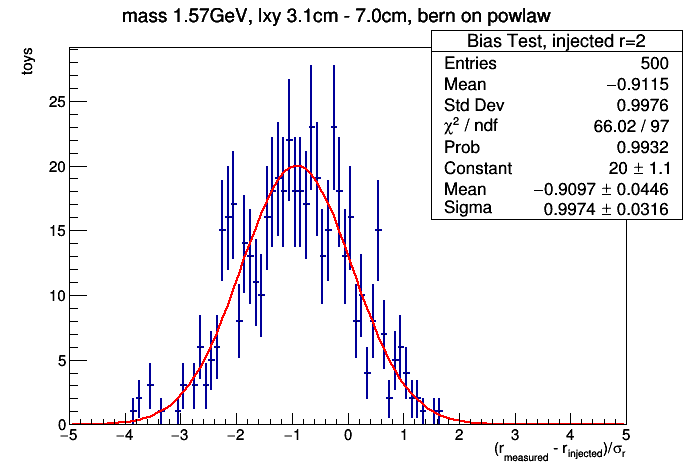 mass 1.57GeV, lxy 3.1cm - 7.0cm, bern on powlaw
Bias Test, injected r=2
Entries 500
Mean −0.9115
Std Dev 0.9976
χ² / ndf 66.02 / 97
Prob 0.9932
Constant 20 ± 1.1
Mean −0.9097 ± 0.0446
Sigma 0.9974 ± 0.0316
toys
25
20
15
10
5
0
−5 −4 −3 −2 −1 0 1 2 3 4 5
(r_measured - r_injected)/σ_r